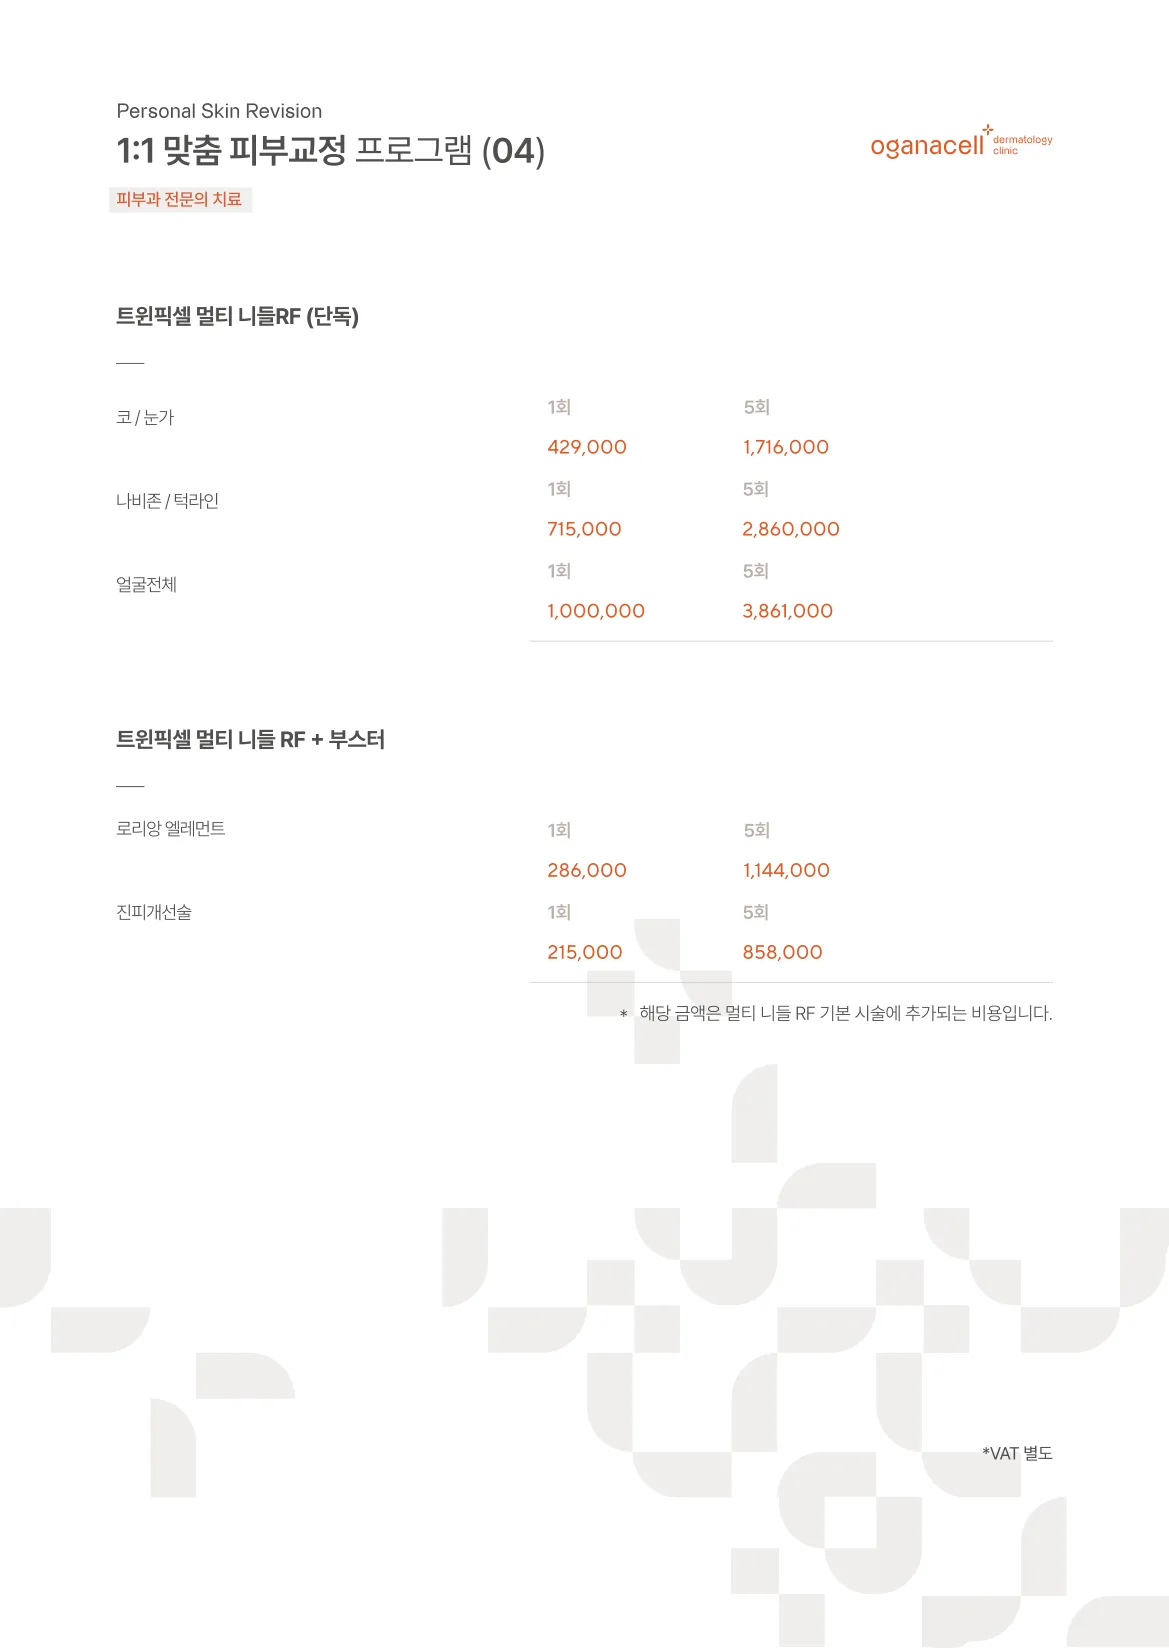 Personal Skin Revision
1:1 맞춤 피부교정 프로그램 (04)
oganacell dermatology clinic
피부과 전문의 치료
트윈픽셀 멀티 니들RF (단독)
코 / 눈가
1회 5회
429,000 1,716,000
나비존 / 턱라인
1회 5회
715,000 2,860,000
얼굴전체
1회 5회
1,000,000 3,861,000
트윈픽셀 멀티 니들 RF + 부스터
로리앙 엘레먼트
1회 5회
286,000 1,144,000
진피개선술
1회 5회
215,000 858,000
* 해당 금액은 멀티 니들 RF 기본 시술에 추가되는 비용입니다.
*VAT 별도